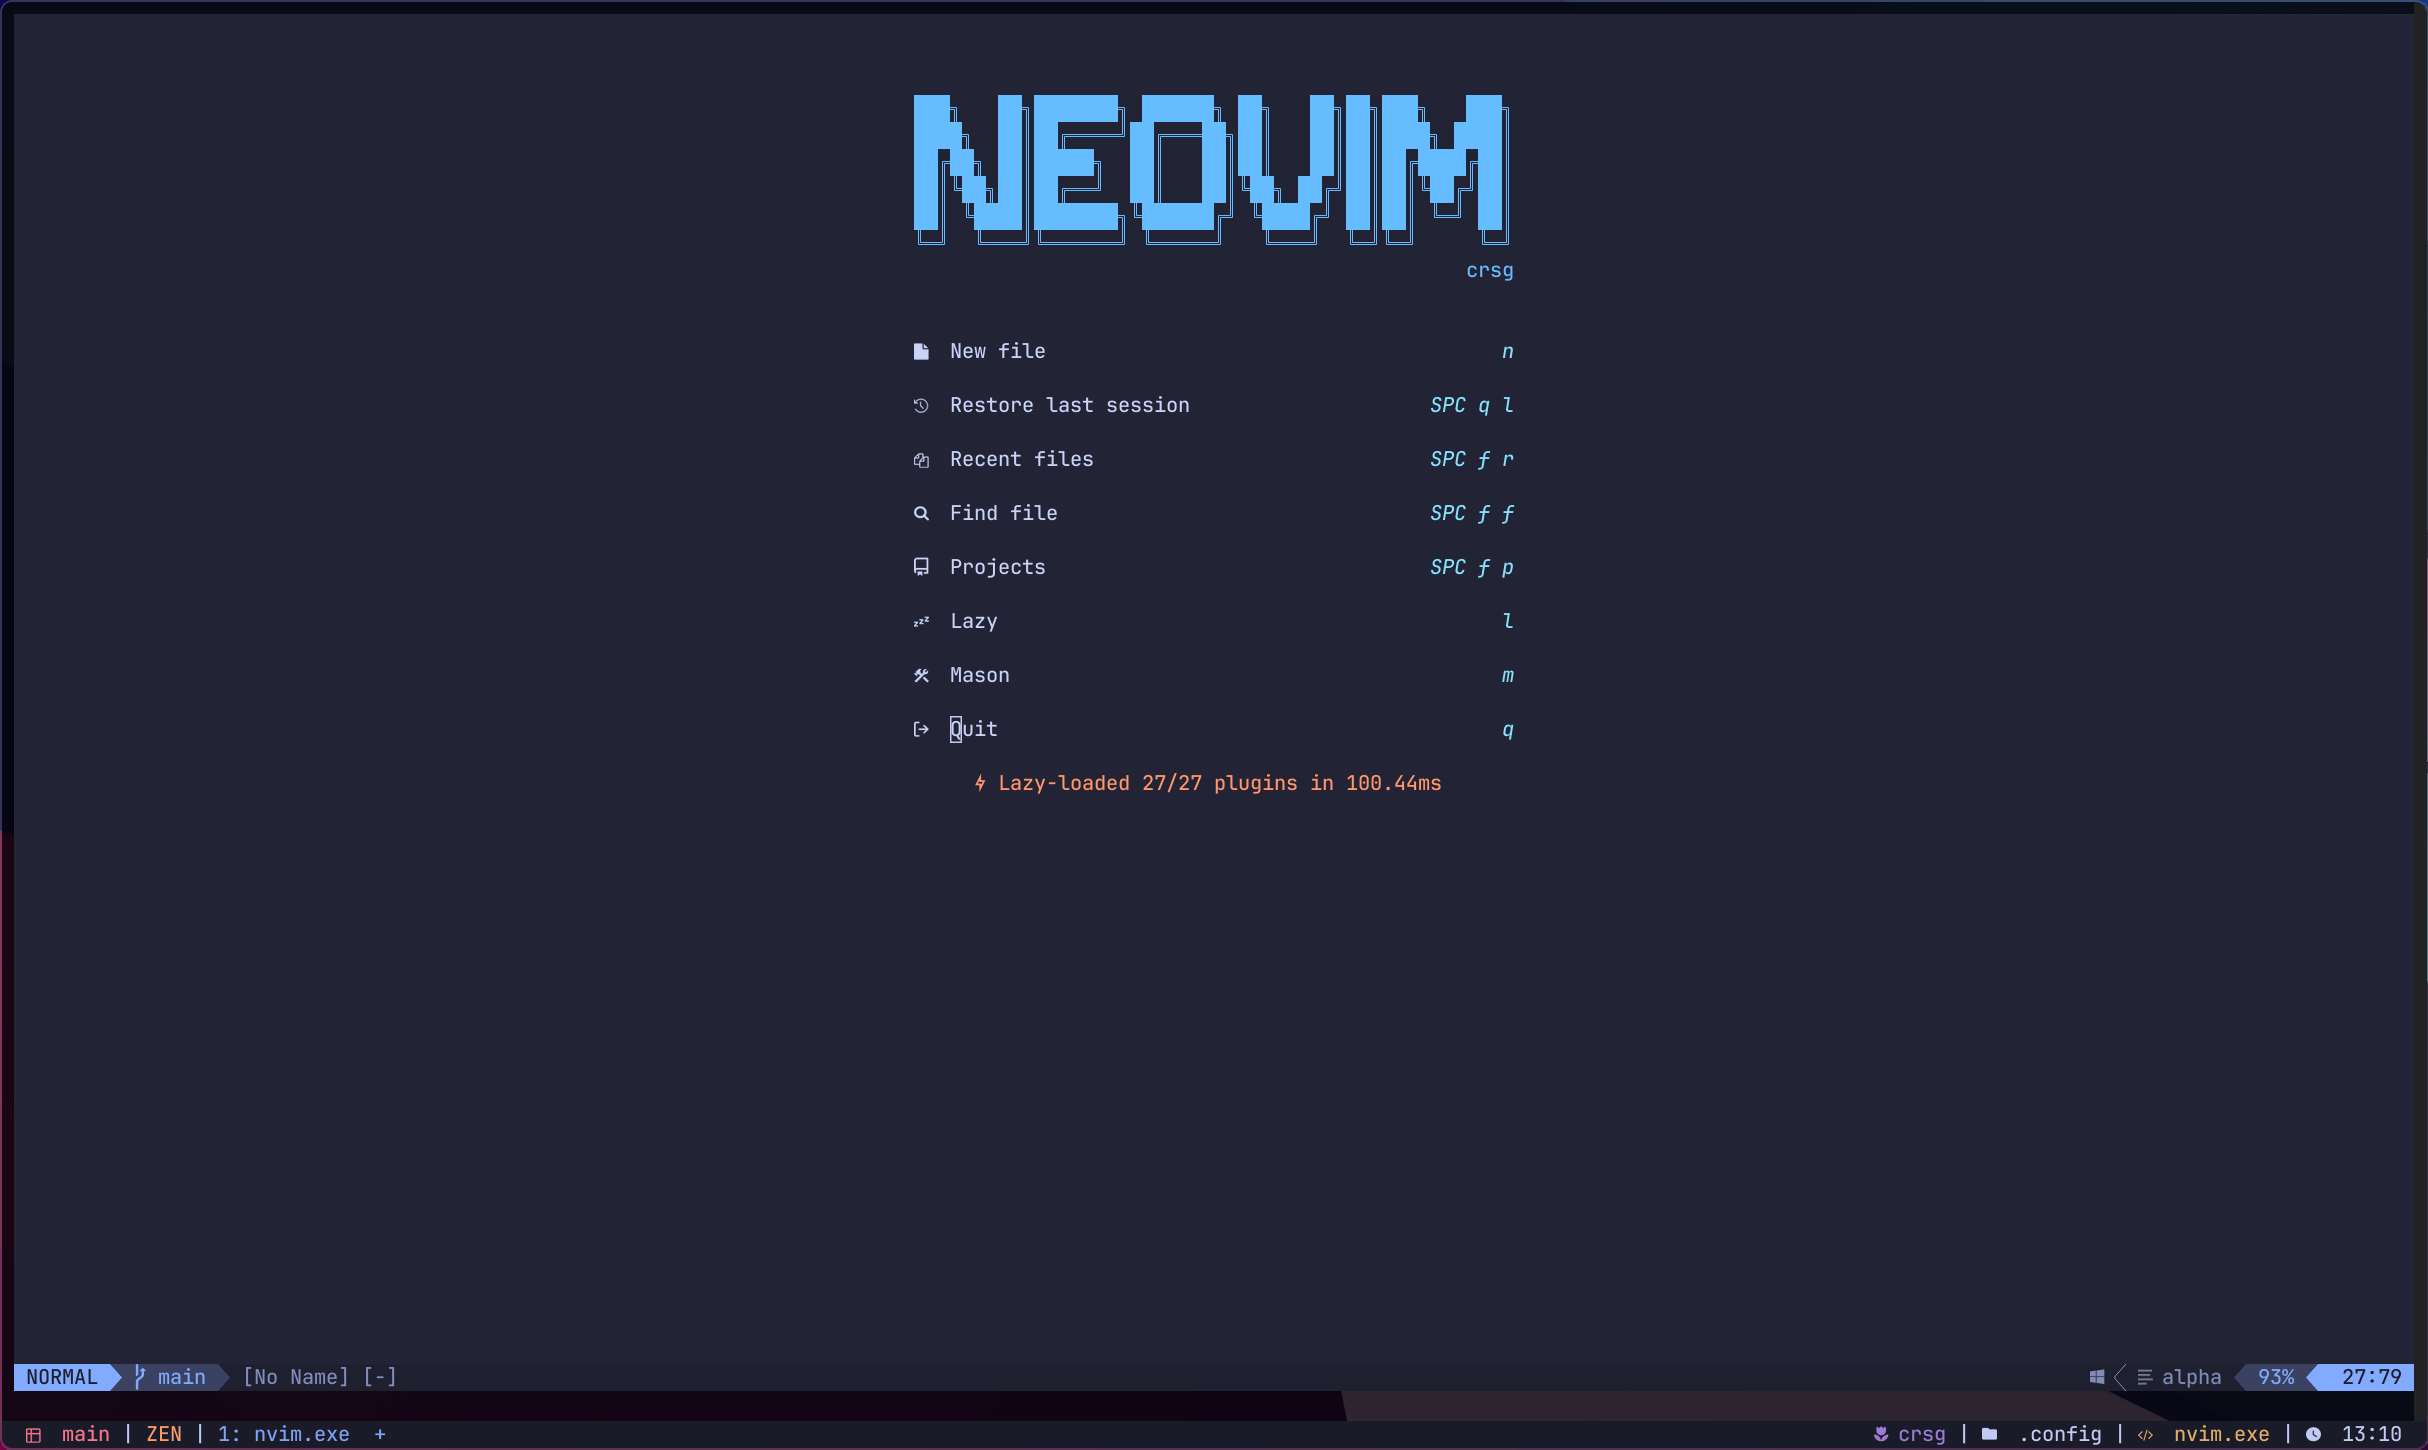 NEOVIM
crsg
New file n
Restore last session SPC q l
Recent files SPC f r
Find file SPC f f
Projects SPC f p
zzz Lazy l
Mason m
Quit q
Lazy-loaded 27/27 plugins in 100.44ms
NORMAL main [No Name] [-] alpha 93% 27:79
main | ZEN | 1: nvim.exe + crsg | .config | </> nvim.exe | 13:10